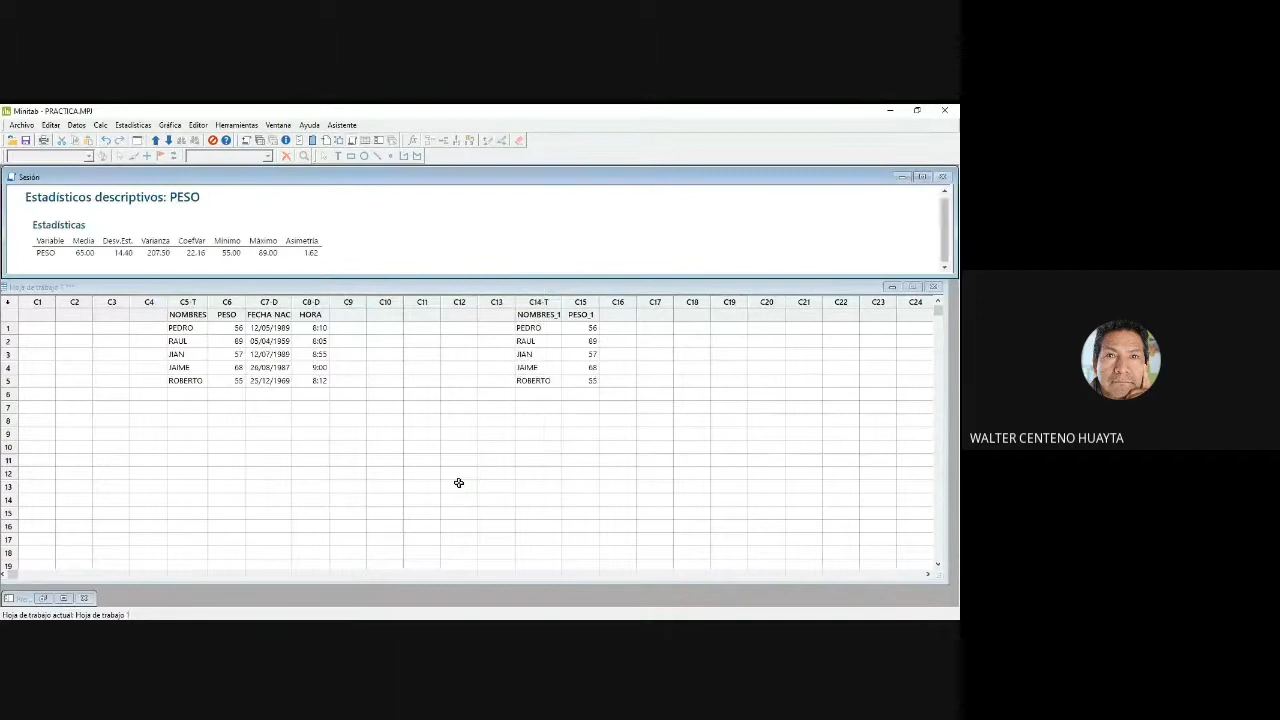 Minitab - PRACTICA.MPJ
Archivo Editar Datos Calc Estadísticas Gráfica Editor Herramientas Ventana Ayuda Asistente
Sesión
Estadísticos descriptivos: PESO
Estadísticas
Variable Media Desv.Est. Varianza CoefVar Mínimo Máximo Asimetría
PESO 65.00 14.40 207.50 22.16 55.00 89.00 1.62
Hoja de trabajo 1 ***
C1 C2 C3 C4 C5-T C6 C7-D C8-D C9 C10 C11 C12 C13 C14-T C15 C16 C17 C18 C19 C20 C21 C22 C23 C24
NOMBRES PESO FECHA NAC HORA NOMBRES_1 PESO_1
1 PEDRO 56 12/05/1989 8:10 PEDRO 56
2 RAUL 89 05/04/1959 8:05 RAUL 89
3 JIAN 57 12/07/1989 8:55 JIAN 57
4 JAIME 68 26/08/1987 9:00 JAIME 68
5 ROBERTO 55 25/12/1969 8:12 ROBERTO 55
6
7
8
9
10
11
12
13
14
15
16
17
18
19
Hoja de trabajo actual: Hoja de trabajo 1
WALTER CENTENO HUAYTA